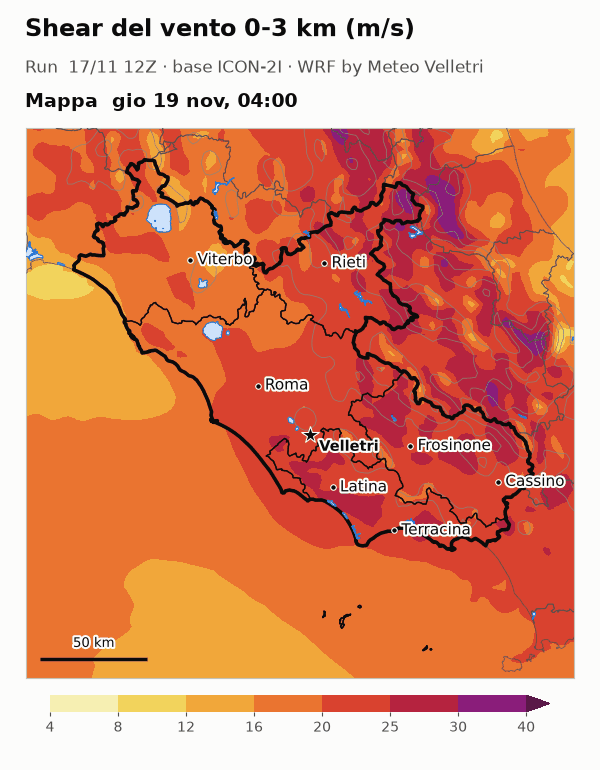 Shear del vento 0-3 km (m/s)
Run  17/11 12Z · base ICON-2I · WRF by Meteo Velletri
Mappa  gio 19 nov, 04:00
Viterbo
Rieti
Roma
Velletri
Frosinone
Latina
Cassino
Terracina
50 km
4 8 12 16 20 25 30 40